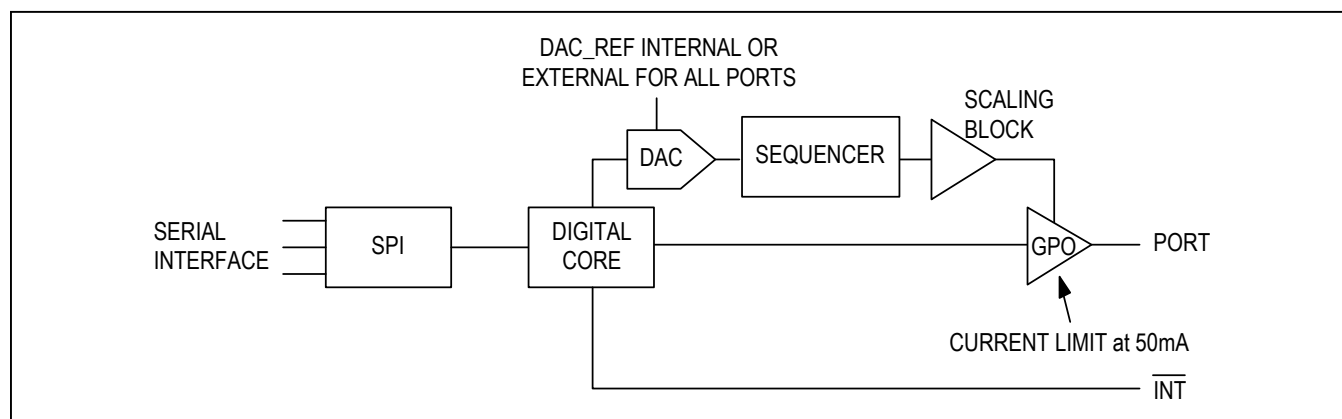 DAC_REF INTERNAL OR
EXTERNAL FOR ALL PORTS
SCALING
BLOCK
DAC
SEQUENCER
SERIAL
INTERFACE
SPI
DIGITAL
CORE
GPO
PORT
CURRENT LIMIT at 50mA
INT